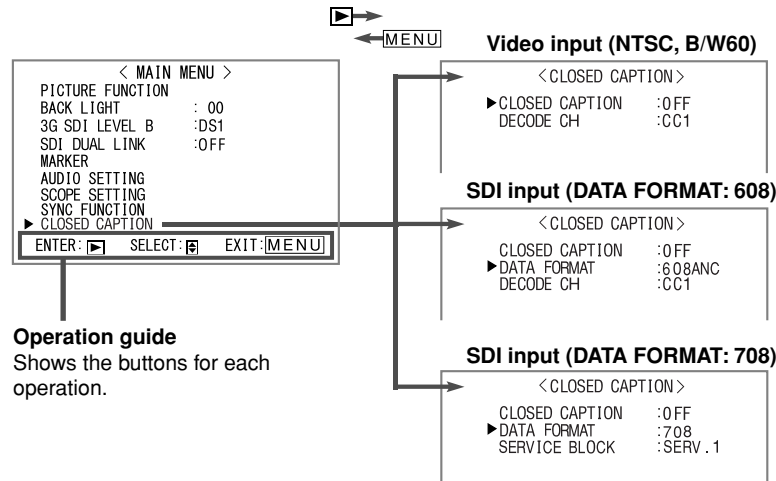 MENU
Video input (NTSC, B/W60)
< MAIN MENU >
PICTURE FUNCTION
BACK LIGHT : 00
3G SDI LEVEL B :DS1
SDI DUAL LINK :OFF
MARKER
AUDIO SETTING
SCOPE SETTING
SYNC FUNCTION
▶ CLOSED CAPTION
ENTER: ▶ SELECT: EXIT: MENU
Operation guide
Shows the buttons for each
operation.
<CLOSED CAPTION>
▶CLOSED CAPTION :OFF
DECODE CH :CC1
SDI input (DATA FORMAT: 608)
<CLOSED CAPTION>
CLOSED CAPTION :OFF
▶DATA FORMAT :608ANC
DECODE CH :CC1
SDI input (DATA FORMAT: 708)
<CLOSED CAPTION>
CLOSED CAPTION :OFF
▶DATA FORMAT :708
SERVICE BLOCK :SERV.1